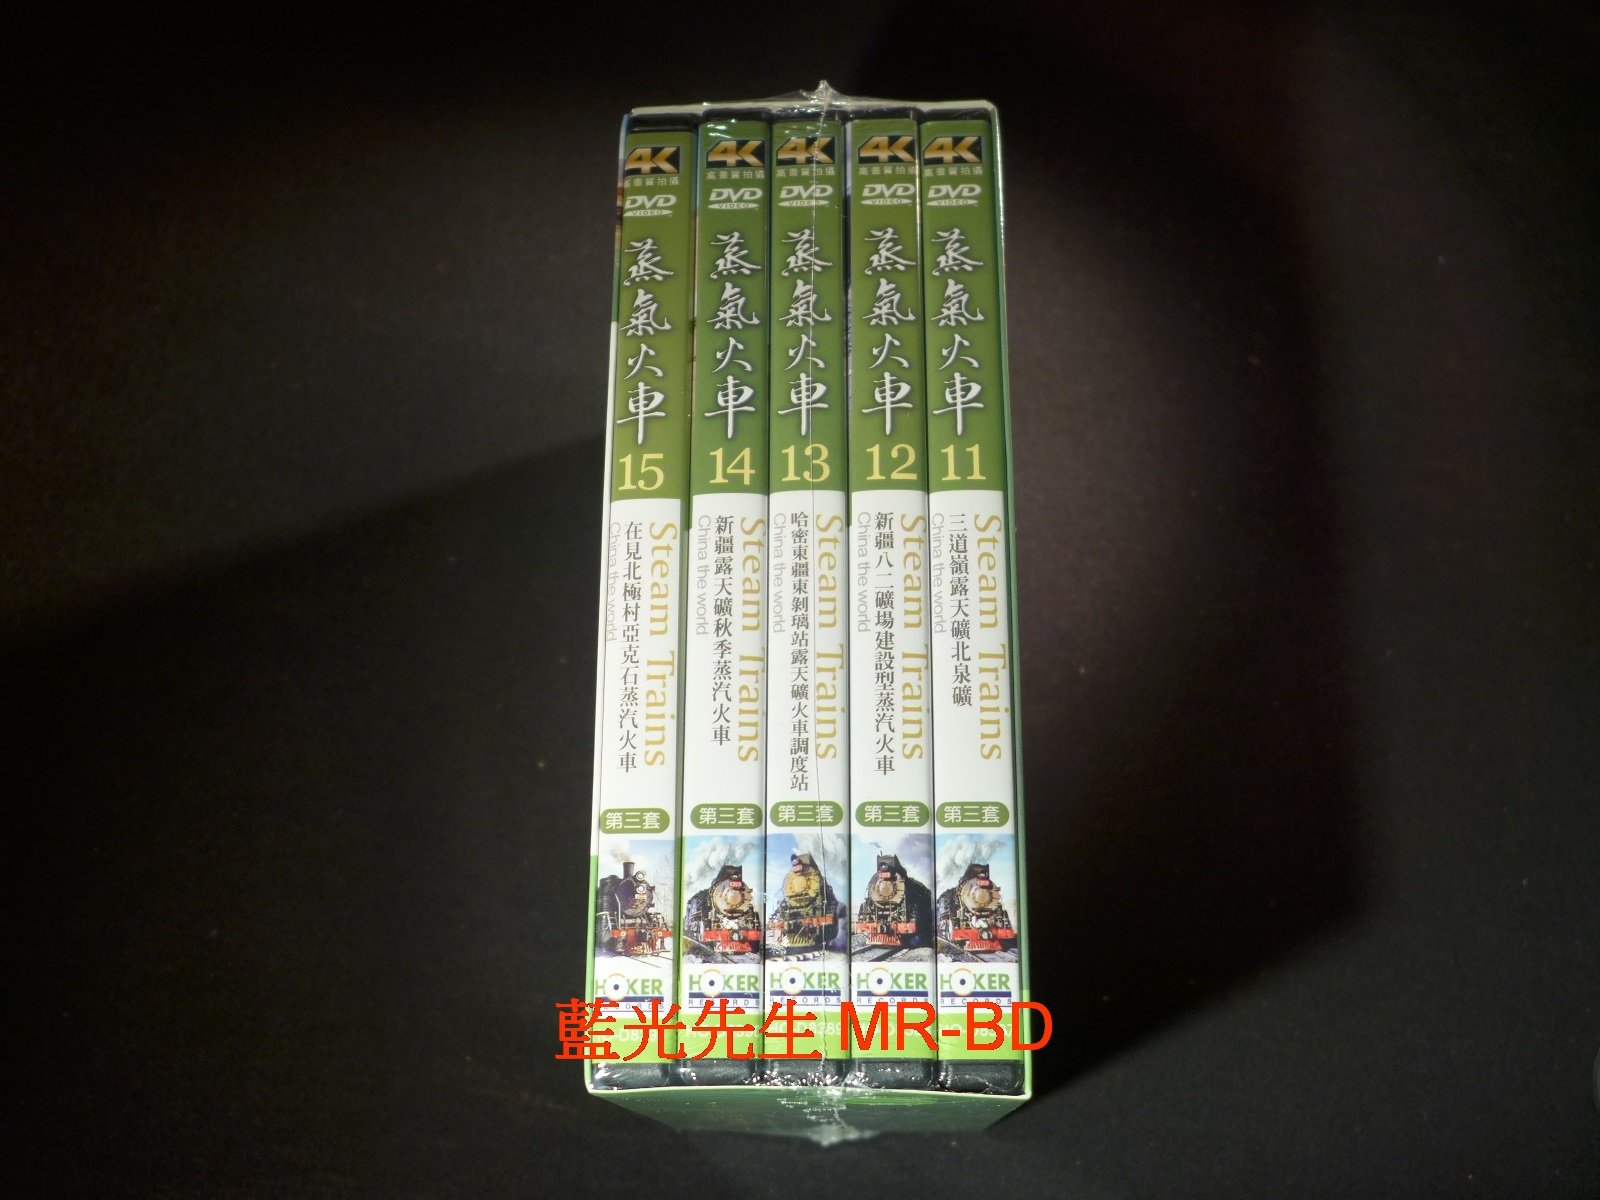 4K
高畫質拍攝
DVD
VIDEO
蒸氣火車
15
Steam Trains
在見北極村亞克石蒸汽火車
China the world
第三套
HOKER
RECORDS
4K
高畫質拍攝
DVD
VIDEO
蒸氣火車
14
Steam Trains
新疆露天礦秋季蒸汽火車
China the world
第三套
HOKER
RECORDS
4K
高畫質拍攝
DVD
VIDEO
蒸氣火車
13
Steam Trains
哈密東疆東剝璃站露天礦火車調度站
China the world
第三套
HOKER
RECORDS
4K
高畫質拍攝
DVD
VIDEO
蒸氣火車
12
Steam Trains
新疆八二礦場建設型蒸汽火車
China the world
第三套
HOKER
RECORDS
4K
高畫質拍攝
DVD
VIDEO
蒸氣火車
11
Steam Trains
三道嶺露天礦北泉礦
China the world
第三套
HOKER
RECORDS
藍光先生 MR-BD